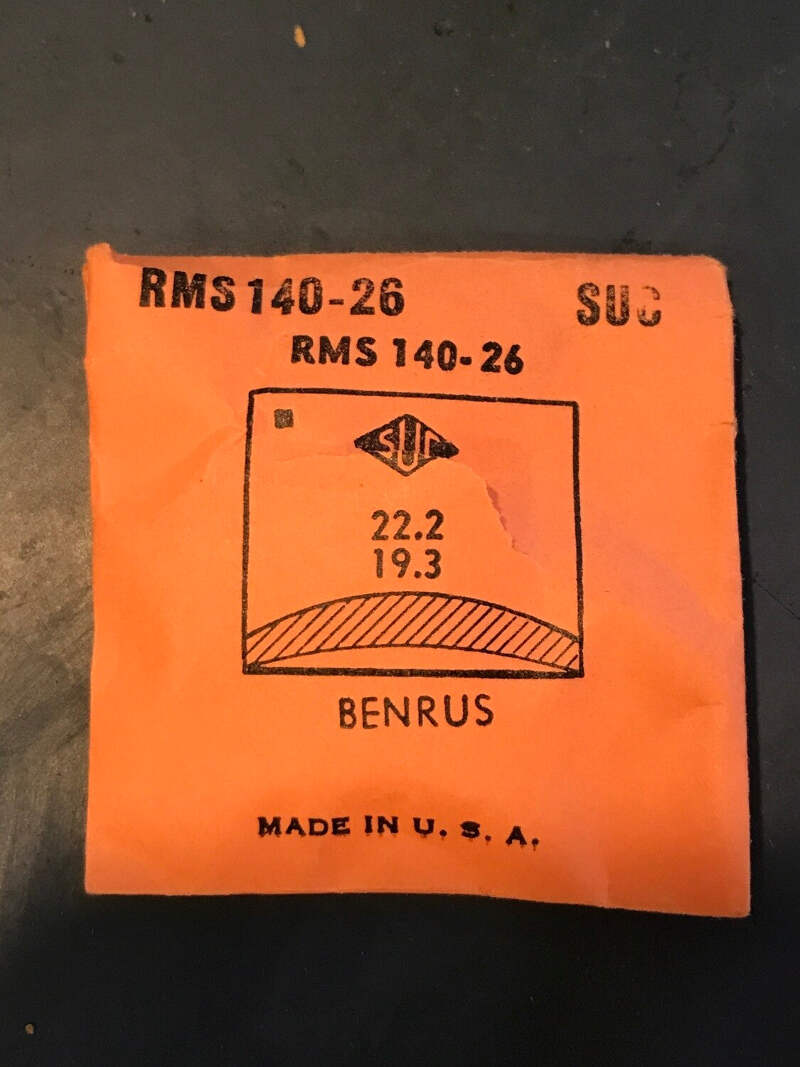 RMS 140-26 SUC
RMS 140-26
SUC
22.2
19.3
BENRUS
MADE IN U. S. A.